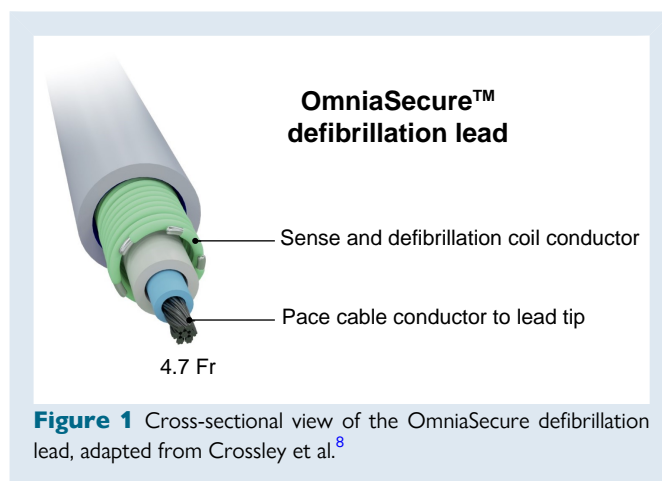 OmniaSecure™
defibrillation lead
Sense and defibrillation coil conductor
Pace cable conductor to lead tip
4.7 Fr
Figure 1 Cross-sectional view of the OmniaSecure defibrillation
lead, adapted from Crossley et al.8